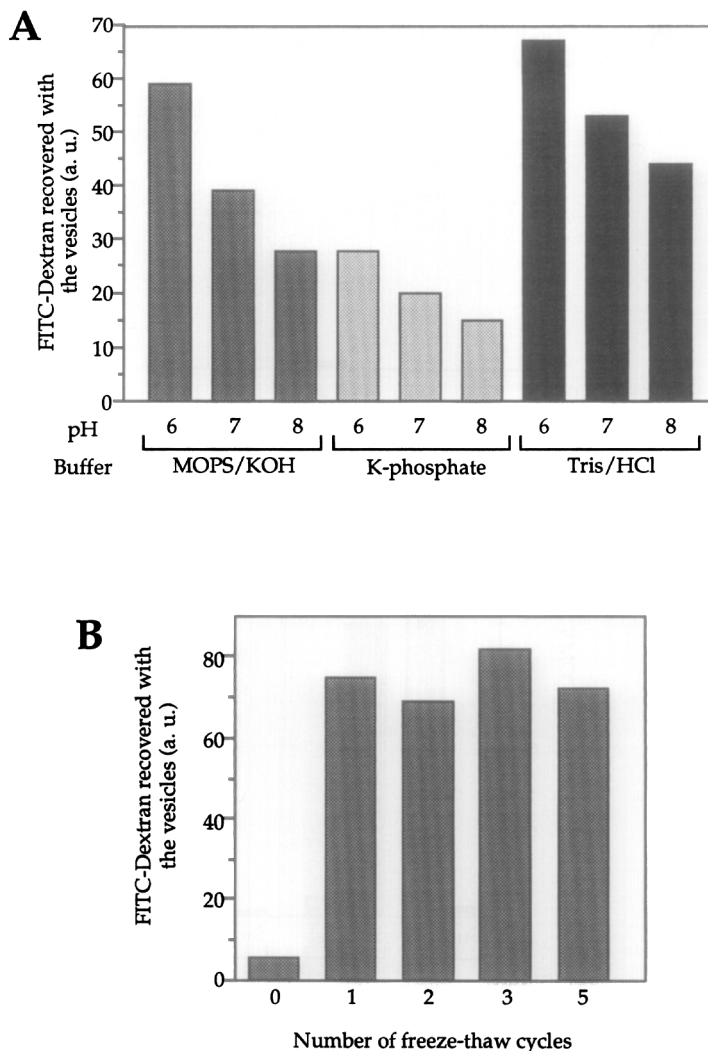 A
FITC-Dextran recovered with
the vesicles (a. u.)
70
60
50
40
30
20
10
0
pH 6 7 8 6 7 8 6 7 8
Buffer MOPS/KOH K-phosphate Tris/HCl
B
FITC-Dextran recovered with
the vesicles (a. u.)
80
60
40
20
0
0 1 2 3 5
Number of freeze-thaw cycles